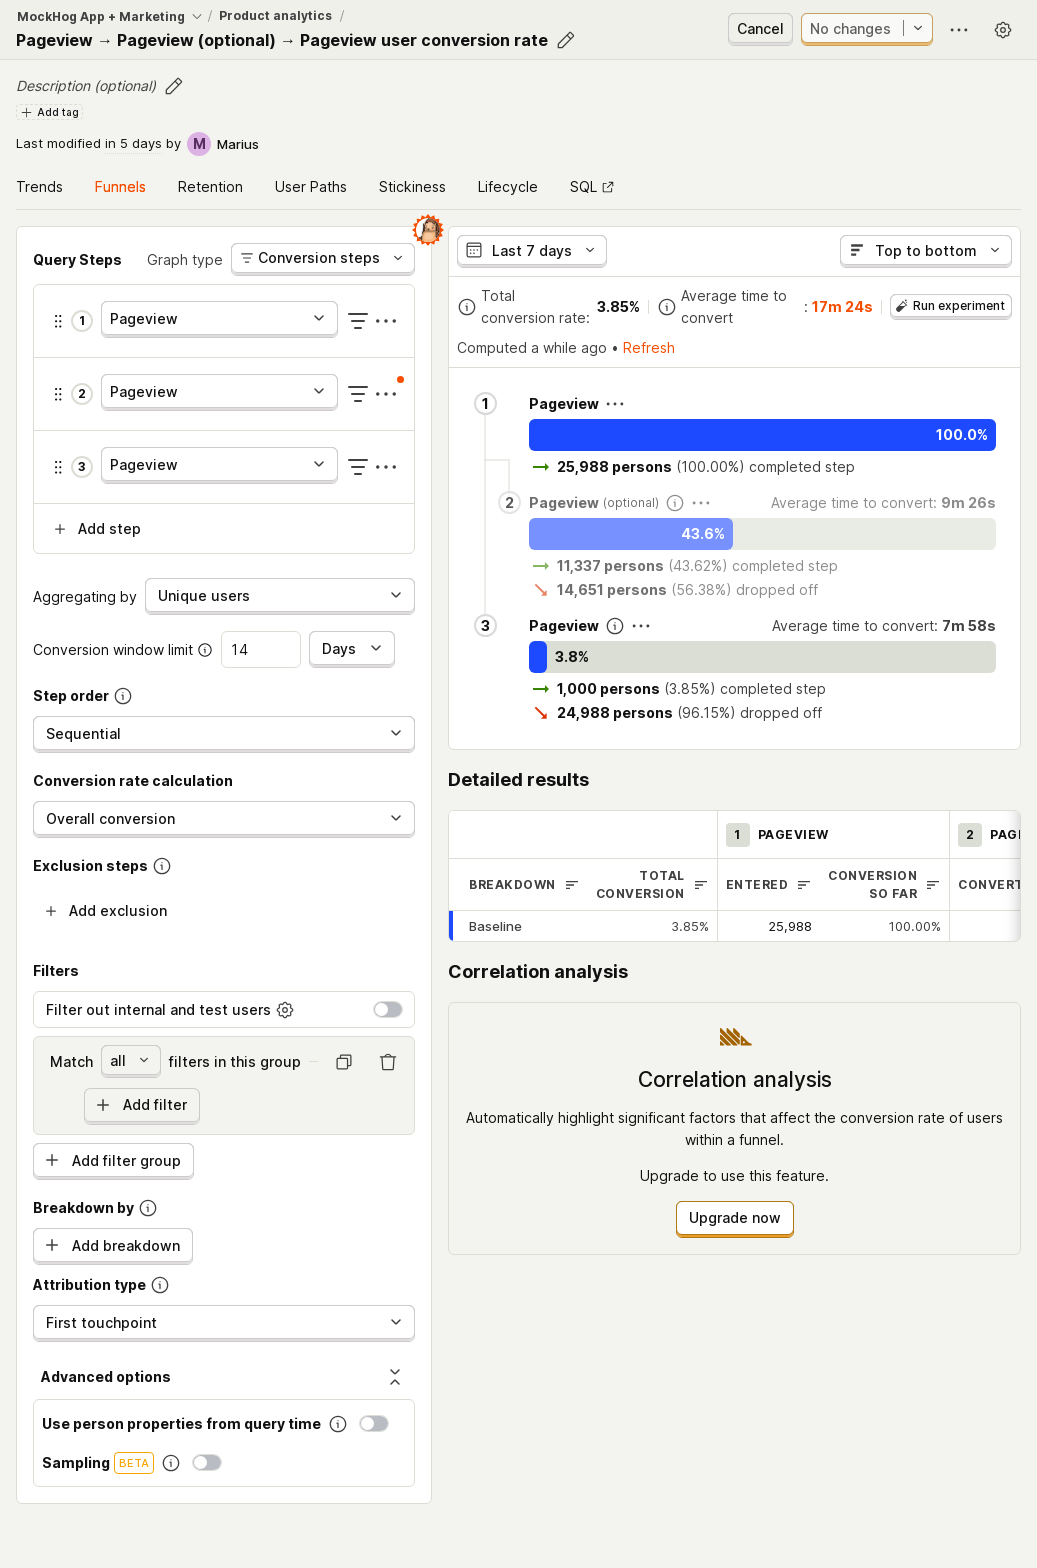 MockHog App + Marketing / Product analytics /
Pageview → Pageview (optional) → Pageview user conversion rate
Cancel
No changes
Description (optional)
Add tag
Last modified in 5 days by M Marius
Trends Funnels Retention User Paths Stickiness Lifecycle SQL
Query Steps Graph type Conversion steps
1 Pageview
2 Pageview
3 Pageview
Add step
Aggregating by Unique users
Conversion window limit 14 Days
Step order
Sequential
Conversion rate calculation
Overall conversion
Exclusion steps
Add exclusion
Filters
Filter out internal and test users
Match all filters in this group
Add filter
Add filter group
Breakdown by
Add breakdown
Attribution type
First touchpoint
Advanced options
Use person properties from query time
Sampling BETA
Last 7 days Top to bottom
Total conversion rate: 3.85%
Average time to convert : 17m 24s
Run experiment
Computed a while ago • Refresh
1 Pageview
100.0%
25,988 persons (100.00%) completed step
2 Pageview (optional) Average time to convert: 9m 26s
43.6%
11,337 persons (43.62%) completed step
14,651 persons (56.38%) dropped off
3 Pageview Average time to convert: 7m 58s
3.8%
1,000 persons (3.85%) completed step
24,988 persons (96.15%) dropped off
Detailed results
1 PAGEVIEW 2
BREAKDOWN TOTAL CONVERSION ENTERED CONVERSION SO FAR
Baseline 3.85% 25,988 100.00%
Correlation analysis
Correlation analysis
Automatically highlight significant factors that affect the conversion rate of users
within a funnel.
Upgrade to use this feature.
Upgrade now